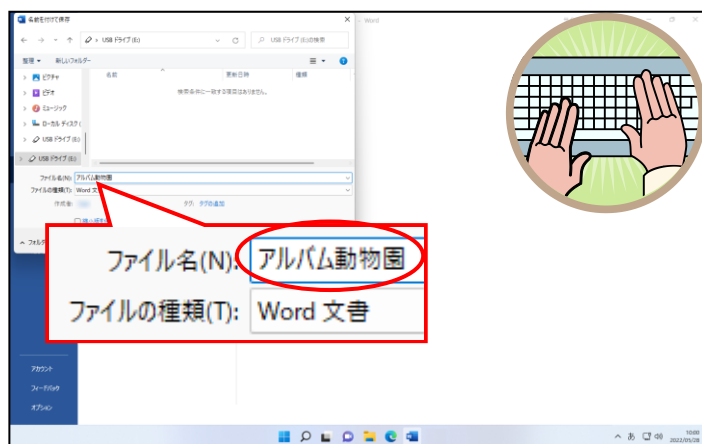 名前を付けて保存
Word
USB ドライブ (E:)
USB ドライブ (E:)の検索
整理
新しいフォルダー
名前
更新日時
種類
検索条件に一致する項目はありません。
ピクチャ
ビデオ
ミュージック
ローカル ディスク (
USB ドライブ (E:)
USB ドライブ (E:)
ファイル名(N): アルバム動物園
ファイルの種類(T): Word 文
作成者:
タグ: タグの追加
ファイル名(N): アルバム動物園
ファイルの種類(T): Word 文書
アカウント
フィードバック
オプション
あ
10:00
2022/05/28